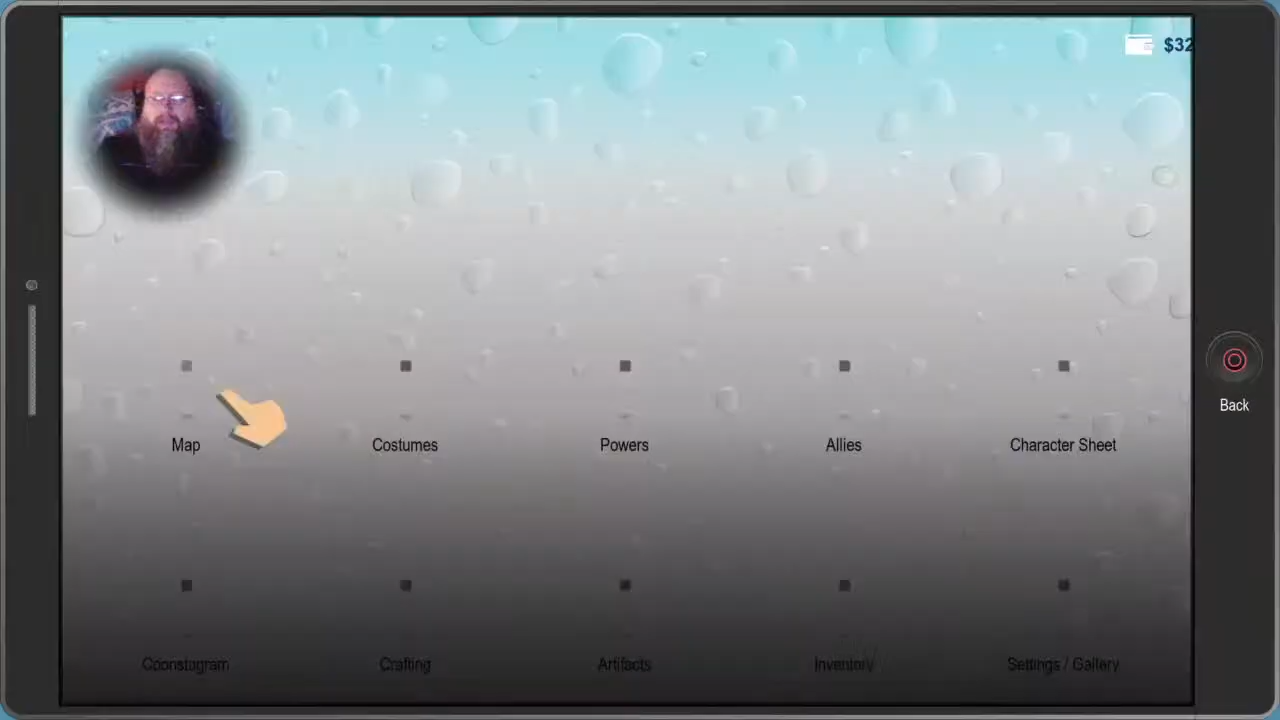 $32
Back
Map
Costumes
Powers
Allies
Character Sheet
Coonstagram
Crafting
Artifacts
Inventory
Settings / Gallery